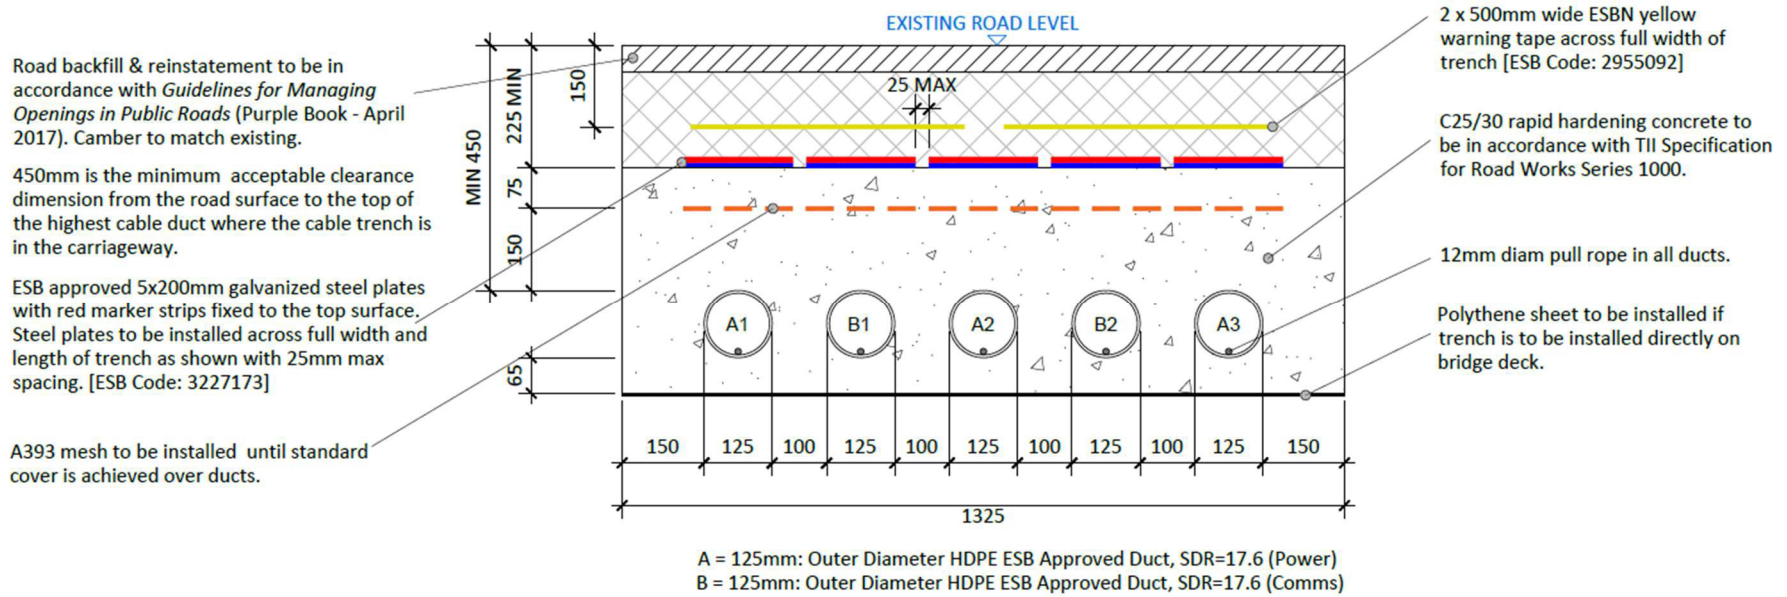 EXISTING ROAD LEVEL
Road backfill & reinstatement to be in
accordance with Guidelines for Managing
Openings in Public Roads (Purple Book - April
2017). Camber to match existing.
450mm is the minimum acceptable clearance
dimension from the road surface to the top of
the highest cable duct where the cable trench is
in the carriageway.
ESB approved 5x200mm galvanized steel plates
with red marker strips fixed to the top surface.
Steel plates to be installed across full width and
length of trench as shown with 25mm max
spacing. [ESB Code: 3227173]
A393 mesh to be installed until standard
cover is achieved over ducts.
MIN 450
225 MIN
75
150
65
150
25 MAX
A1
B1
A2
B2
A3
150 125 100 125 100 125 100 125 100 125 150
1325
2 x 500mm wide ESBN yellow
warning tape across full width of
trench [ESB Code: 2955092]
C25/30 rapid hardening concrete to
be in accordance with TII Specification
for Road Works Series 1000.
12mm diam pull rope in all ducts.
Polythene sheet to be installed if
trench is to be installed directly on
bridge deck.
A = 125mm: Outer Diameter HDPE ESB Approved Duct, SDR=17.6 (Power)
B = 125mm: Outer Diameter HDPE ESB Approved Duct, SDR=17.6 (Comms)